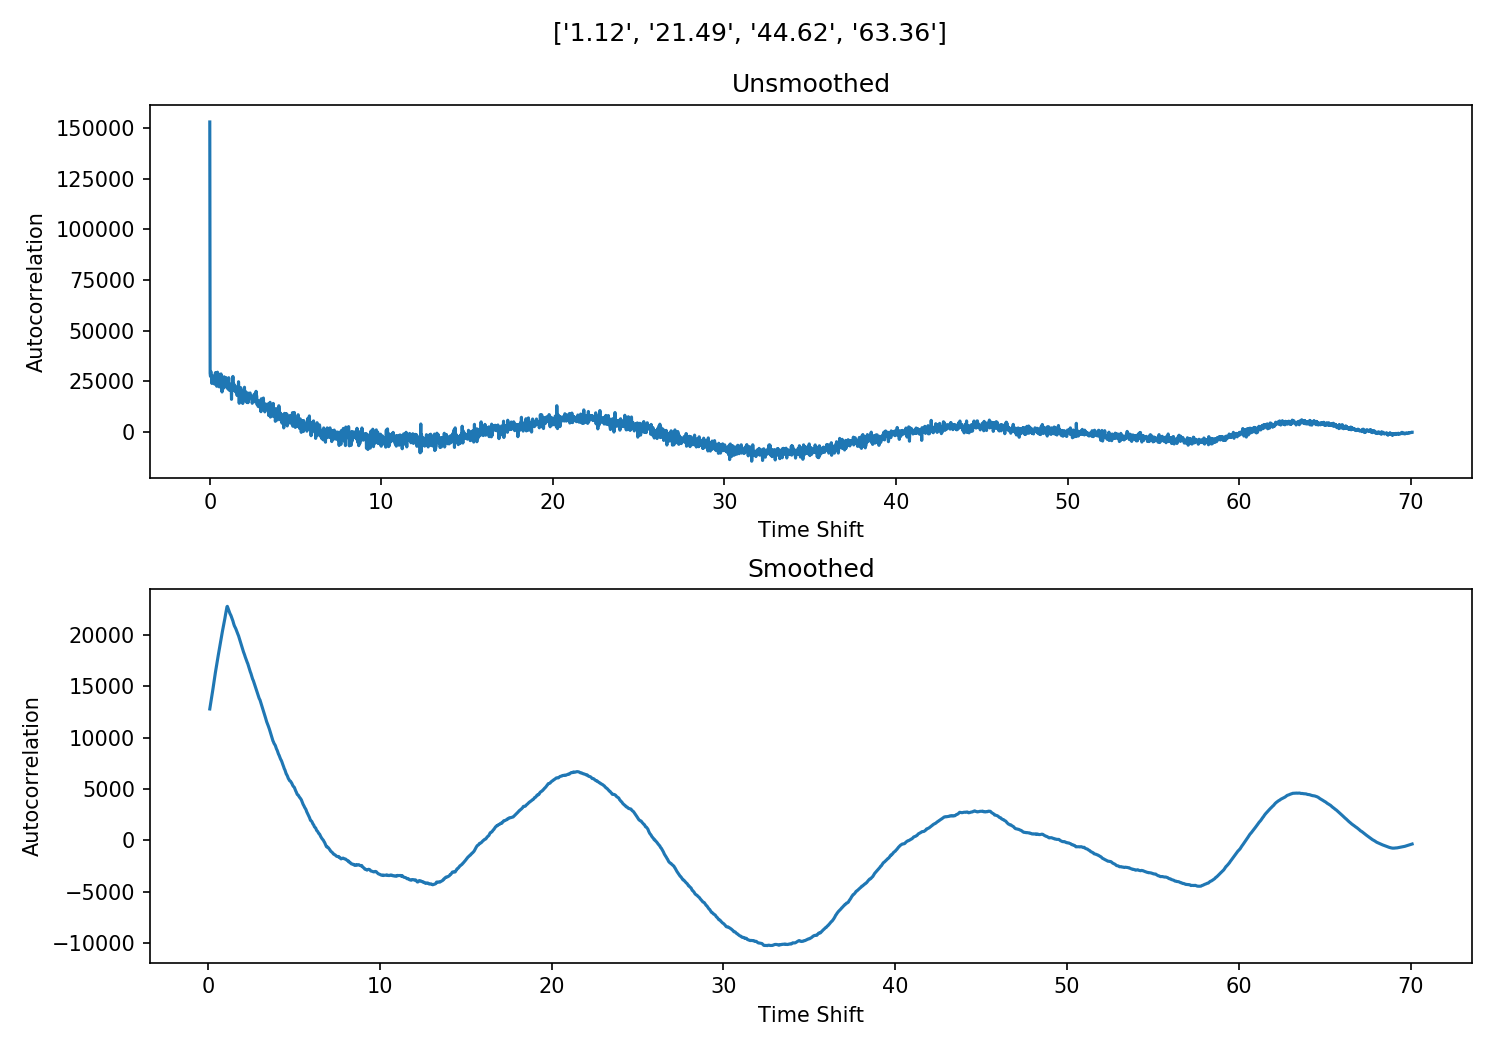 ['1.12', '21.49', '44.62', '63.36']
Unsmoothed
Autocorrelation
150000
125000
100000
75000
50000
25000
0
0 10 20 30 40 50 60 70
Time Shift
Smoothed
Autocorrelation
20000
15000
10000
5000
0
−5000
−10000
0 10 20 30 40 50 60 70
Time Shift